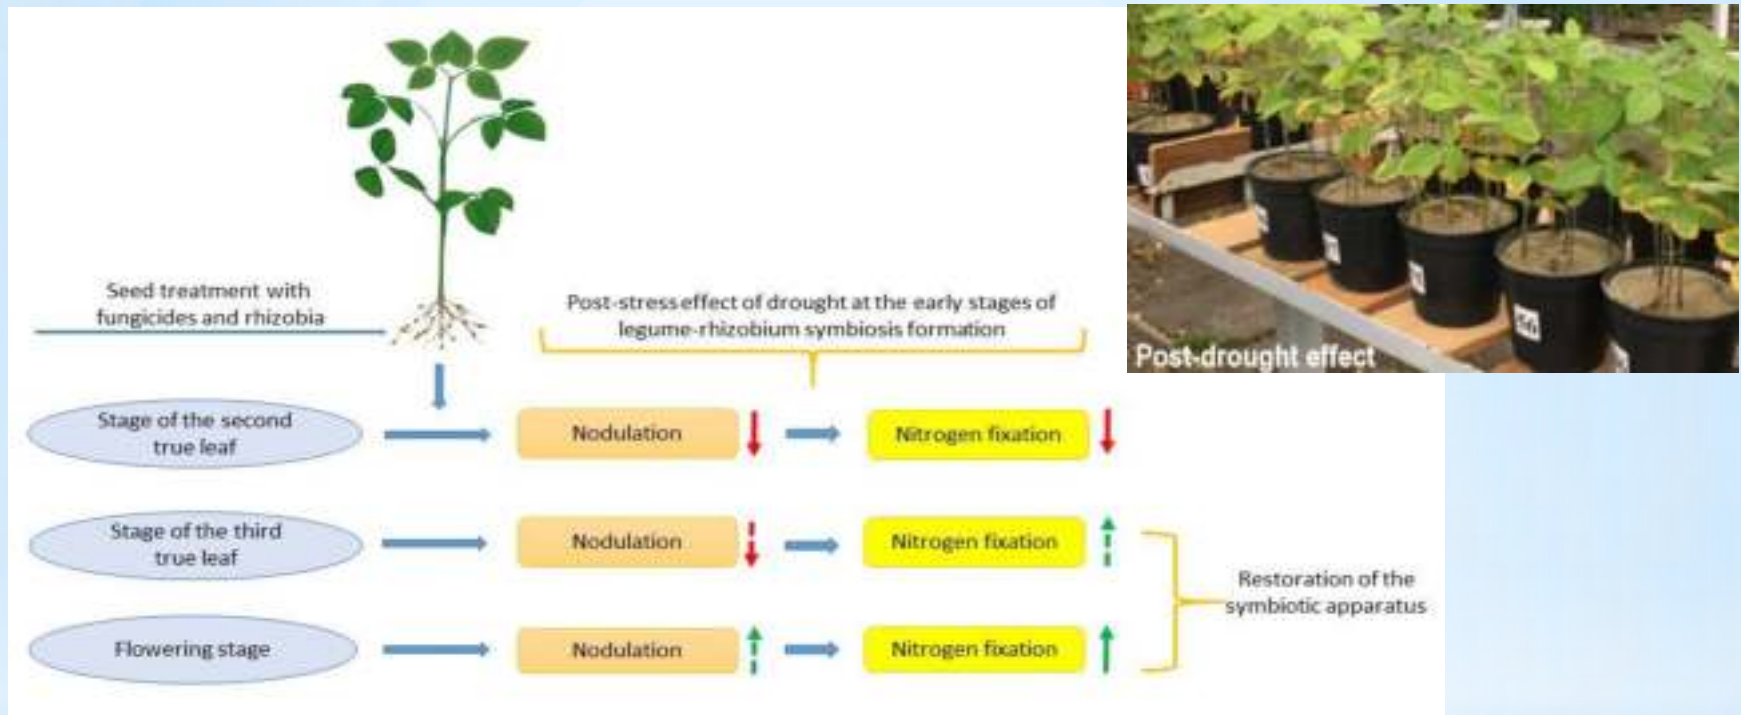 Seed treatment with
fungicides and rhizobia
Post-stress effect of drought at the early stages of
legume-rhizobium symbiosis formation
Post-drought effect
Stage of the second
true leaf
Nodulation
Nitrogen fixation
Stage of the third
true leaf
Nodulation
Nitrogen fixation
Restoration of the
symbiotic apparatus
Flowering stage
Nodulation
Nitrogen fixation